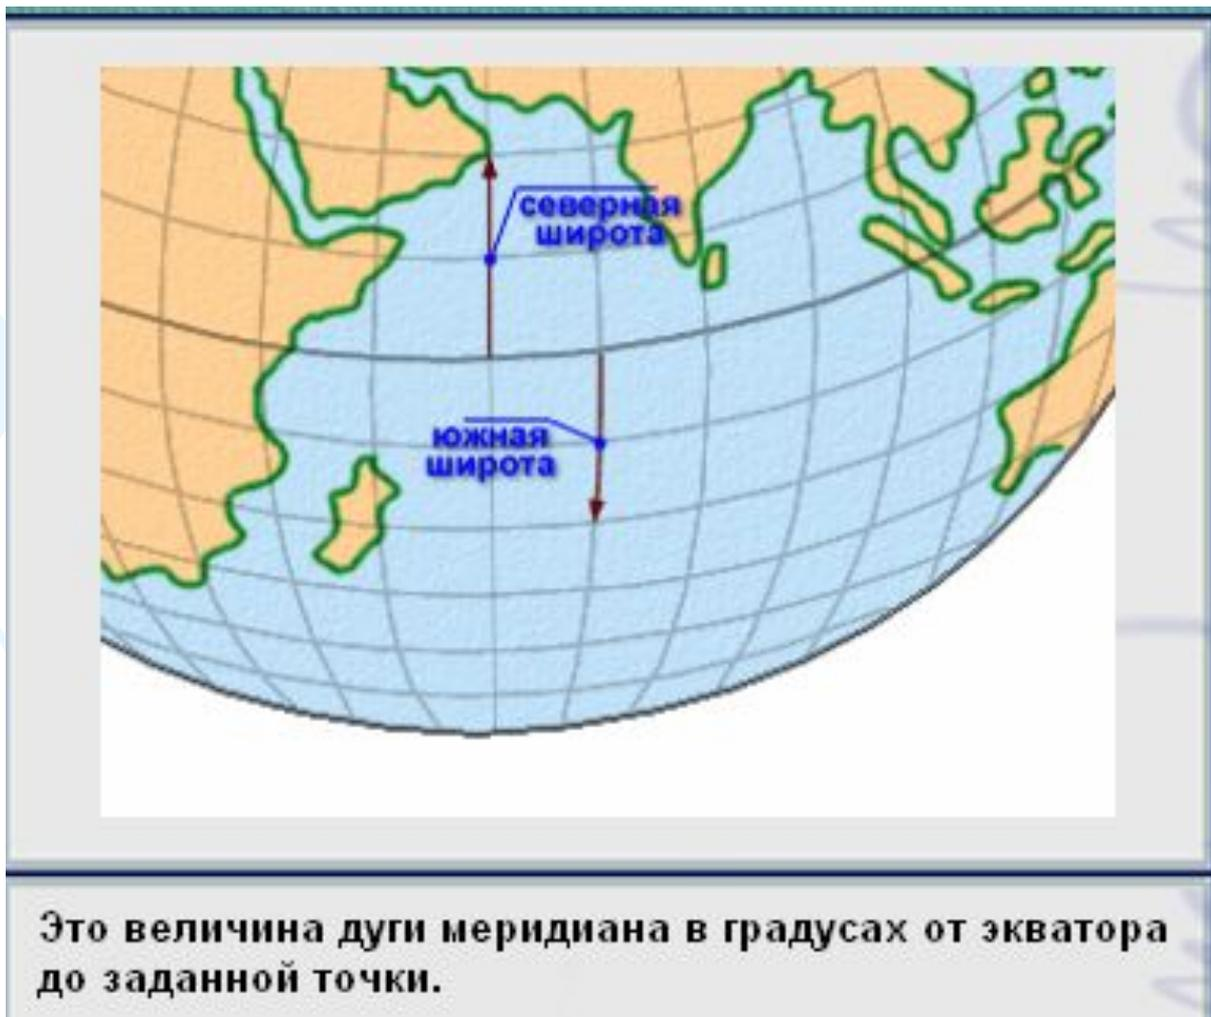 северная
широта
южная
широта
Это величина дуги меридиана в градусах от экватора
до заданной точки.